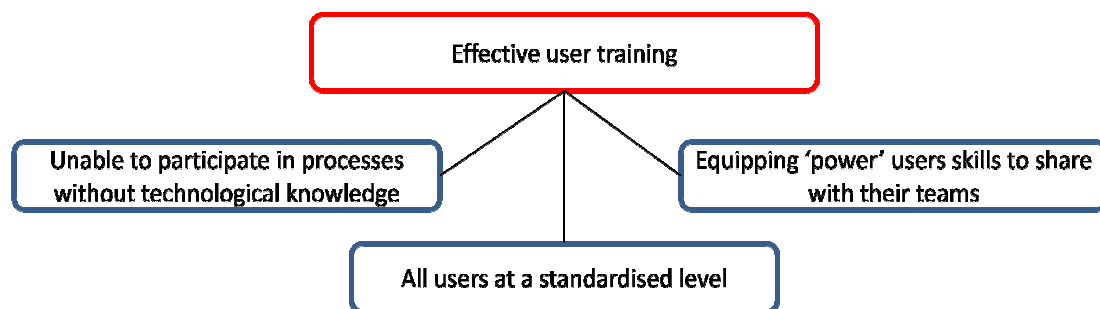 Effective user training
Unable to participate in processes
without technological knowledge
Equipping ‘power’ users skills to share
with their teams
All users at a standardised level